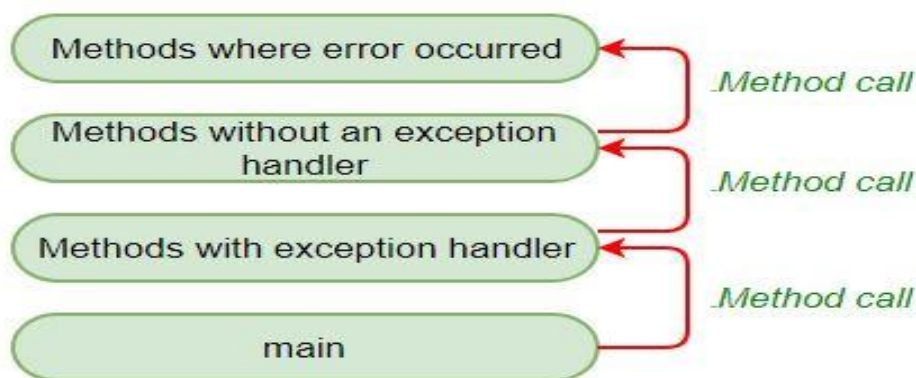 Methods where error occurred
Method call
Methods without an exception
handler
Method call
Methods with exception handler
Method call
main